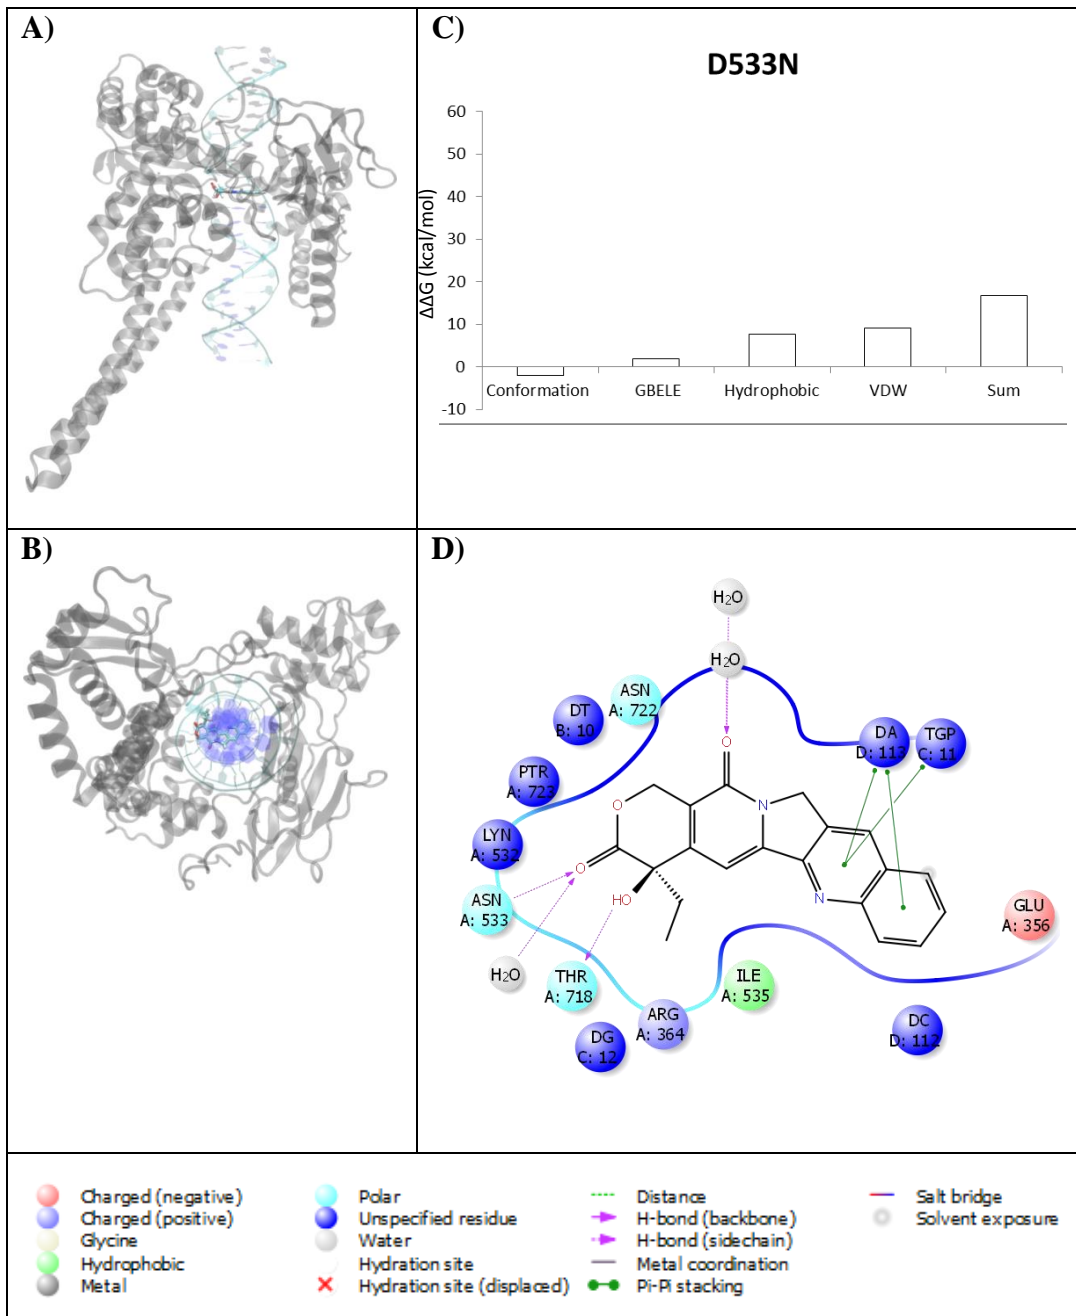 A)
C)
D533N
ΔΔG (kcal/mol)
60
50
40
30
20
10
0
-10
Conformation GBELE Hydrophobic VDW Sum
B)
D)
H₂O
H₂O
ASN
A: 722
DT
B: 10
DA
D: 113
TGP
C: 11
O
PTR
A: 723
O
N
LYN
A: 532
O
N
ASN
A: 533
HO
GLU
A: 356
H₂O
THR
A: 718
ILE
A: 535
ARG
A: 364
DG
C: 12
DC
D: 112
Charged (negative)
Charged (positive)
Glycine
Hydrophobic
Metal
Polar
Unspecified residue
Water
Hydration site
Hydration site (displaced)
Distance
H-bond (backbone)
H-bond (sidechain)
Metal coordination
Pi-Pi stacking
Salt bridge
Solvent exposure